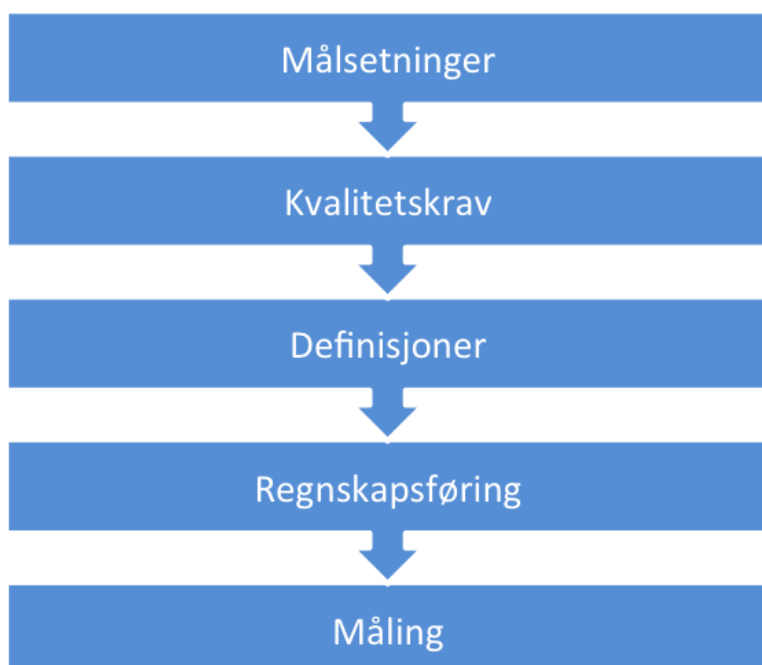 Målsetninger
Kvalitetskrav
Definisjoner
Regnskapsføring
Måling